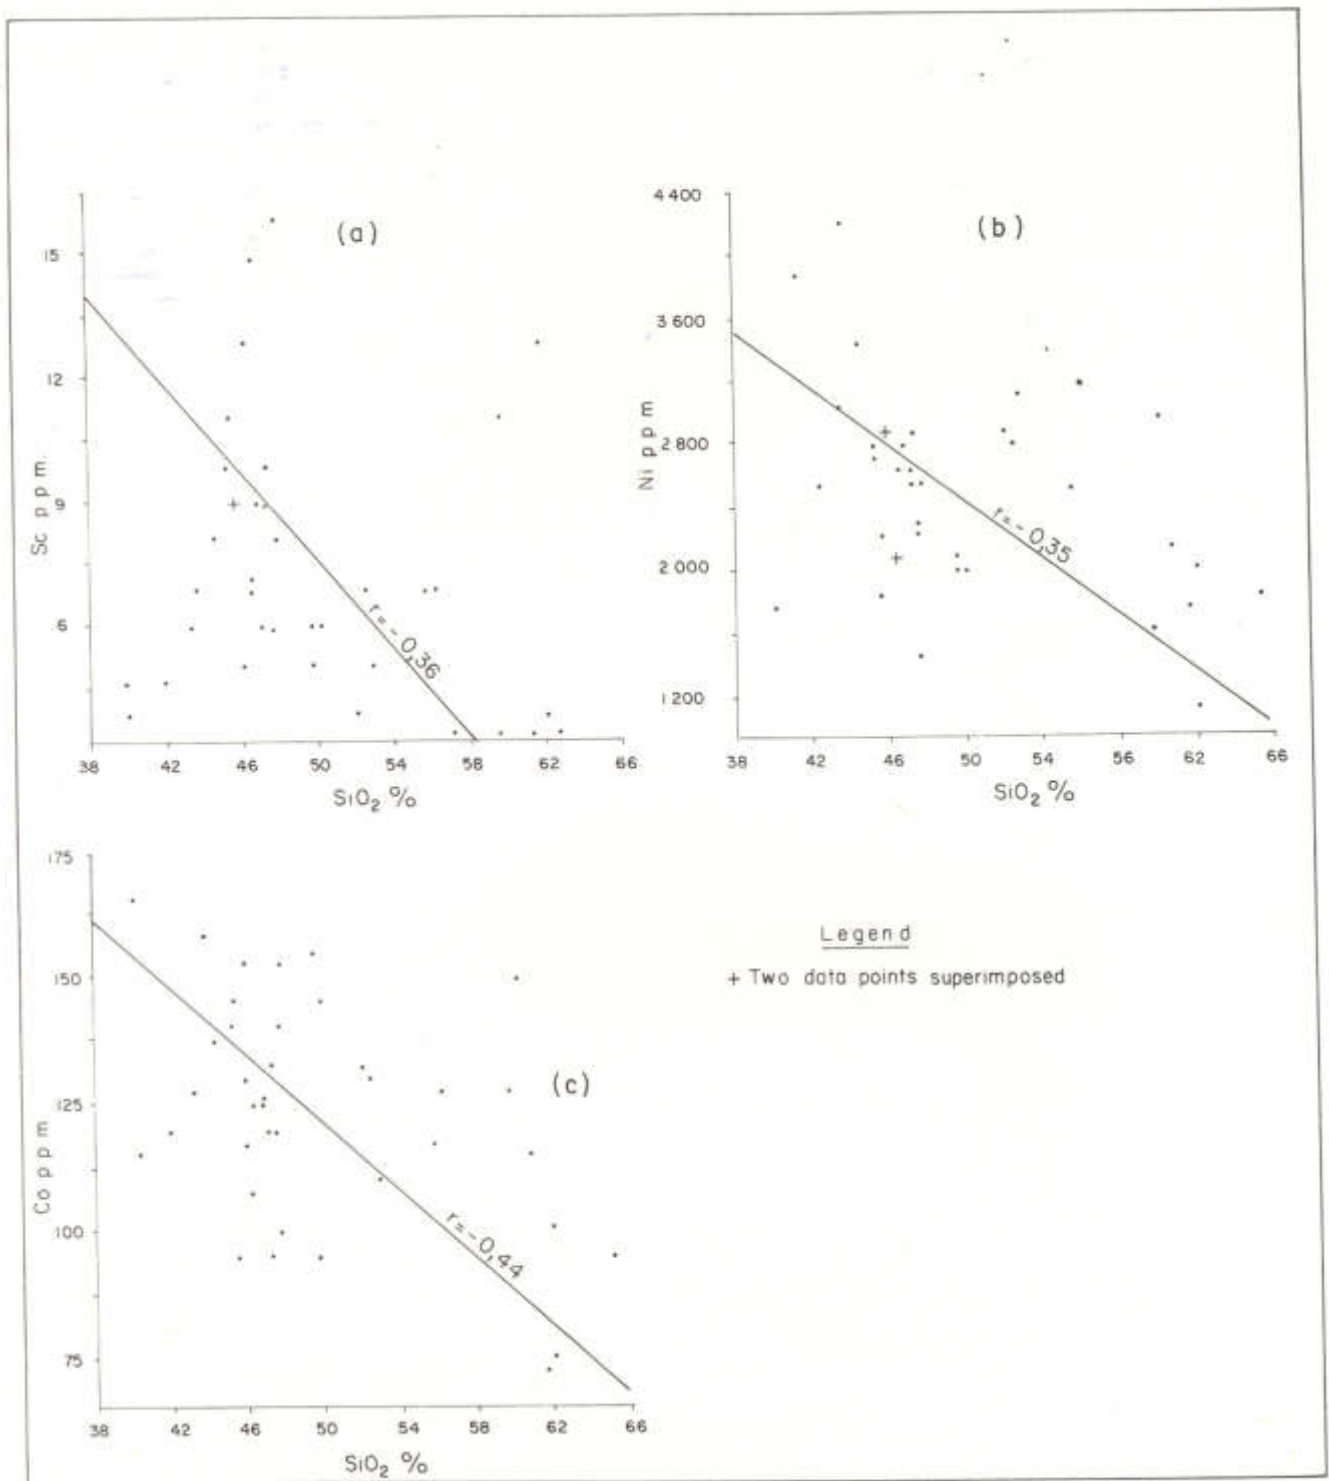 (a)
15
12
9
6
Sc ppm.
r = - 0,36
38 42 46 50 54 58 62 66
SiO2 %
(b)
4 400
3 600
2 800
2 000
1 200
Ni ppm
r = - 0,35
38 42 46 50 54 56 62 66
SiO2 %
175
150
125
100
75
Co ppm
(c)
r = -0,44
38 42 46 50 54 58 62 66
SiO2 %
Legend
+ Two data points superimposed